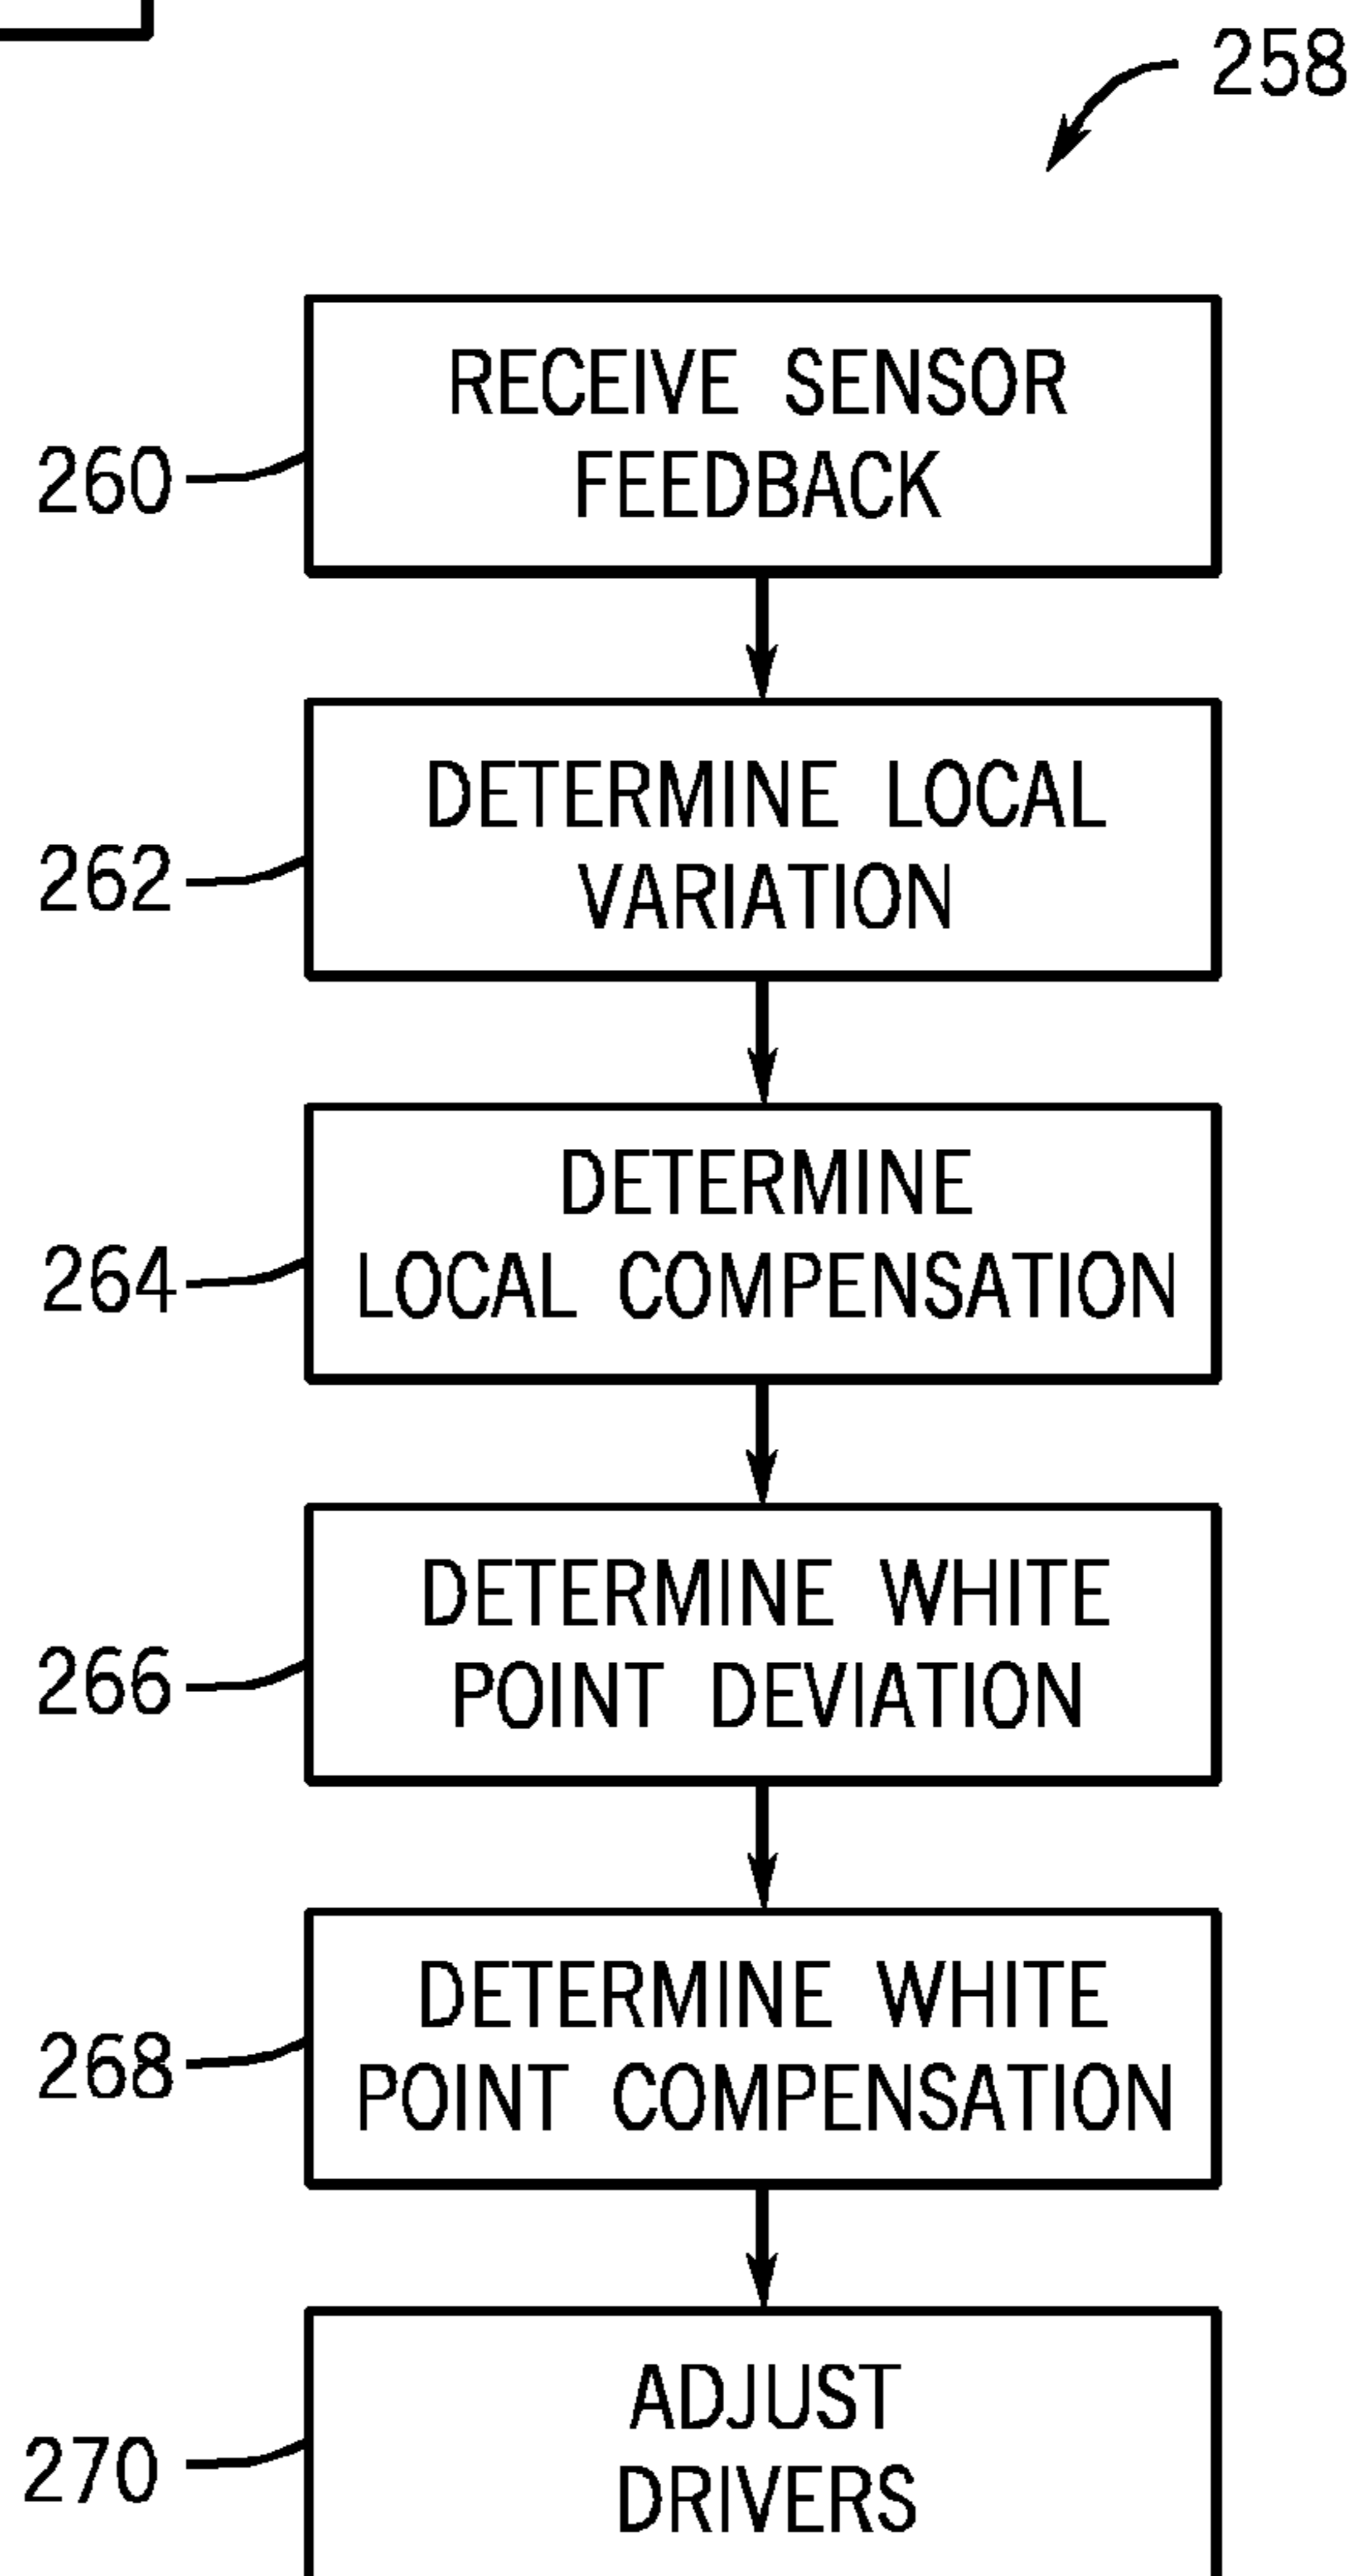 258
RECEIVE SENSOR
FEEDBACK
260
DETERMINE LOCAL
VARIATION
262
DETERMINE
LOCAL COMPENSATION
264
DETERMINE WHITE
POINT DEVIATION
266
DETERMINE WHITE
POINT COMPENSATION
268
ADJUST
DRIVERS
270